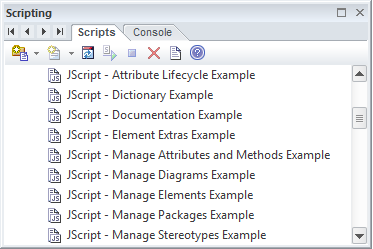 Scripting
Scripts Console
JScript - Attribute Lifecycle Example
JScript - Dictionary Example
JScript - Documentation Example
JScript - Element Extras Example
JScript - Manage Attributes and Methods Example
JScript - Manage Diagrams Example
JScript - Manage Elements Example
JScript - Manage Packages Example
JScript - Manage Stereotypes Example